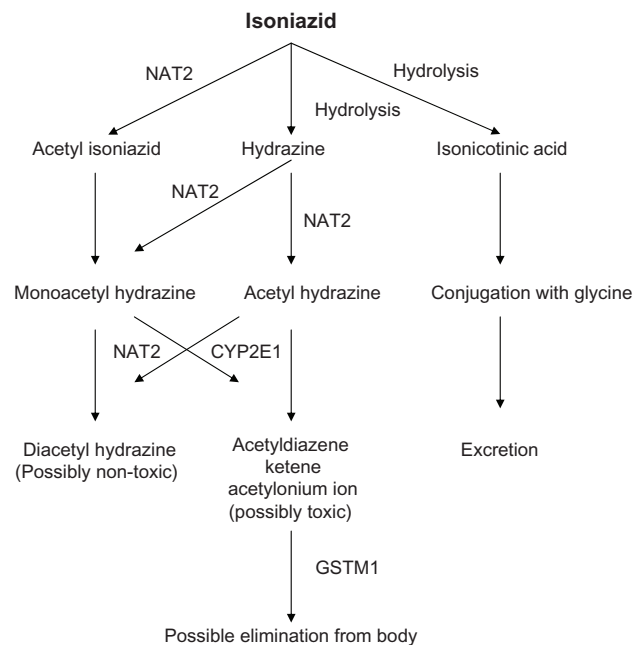 Isoniazid
NAT2
Hydrolysis
Hydrolysis
Acetyl isoniazid
Hydrazine
Isonicotinic acid
NAT2
NAT2
Monoacetyl hydrazine
Acetyl hydrazine
Conjugation with glycine
NAT2
CYP2E1
Diacetyl hydrazine
(Possibly non-toxic)
Acetyldiazene
ketene
acetylonium ion
(possibly toxic)
Excretion
GSTM1
Possible elimination from body